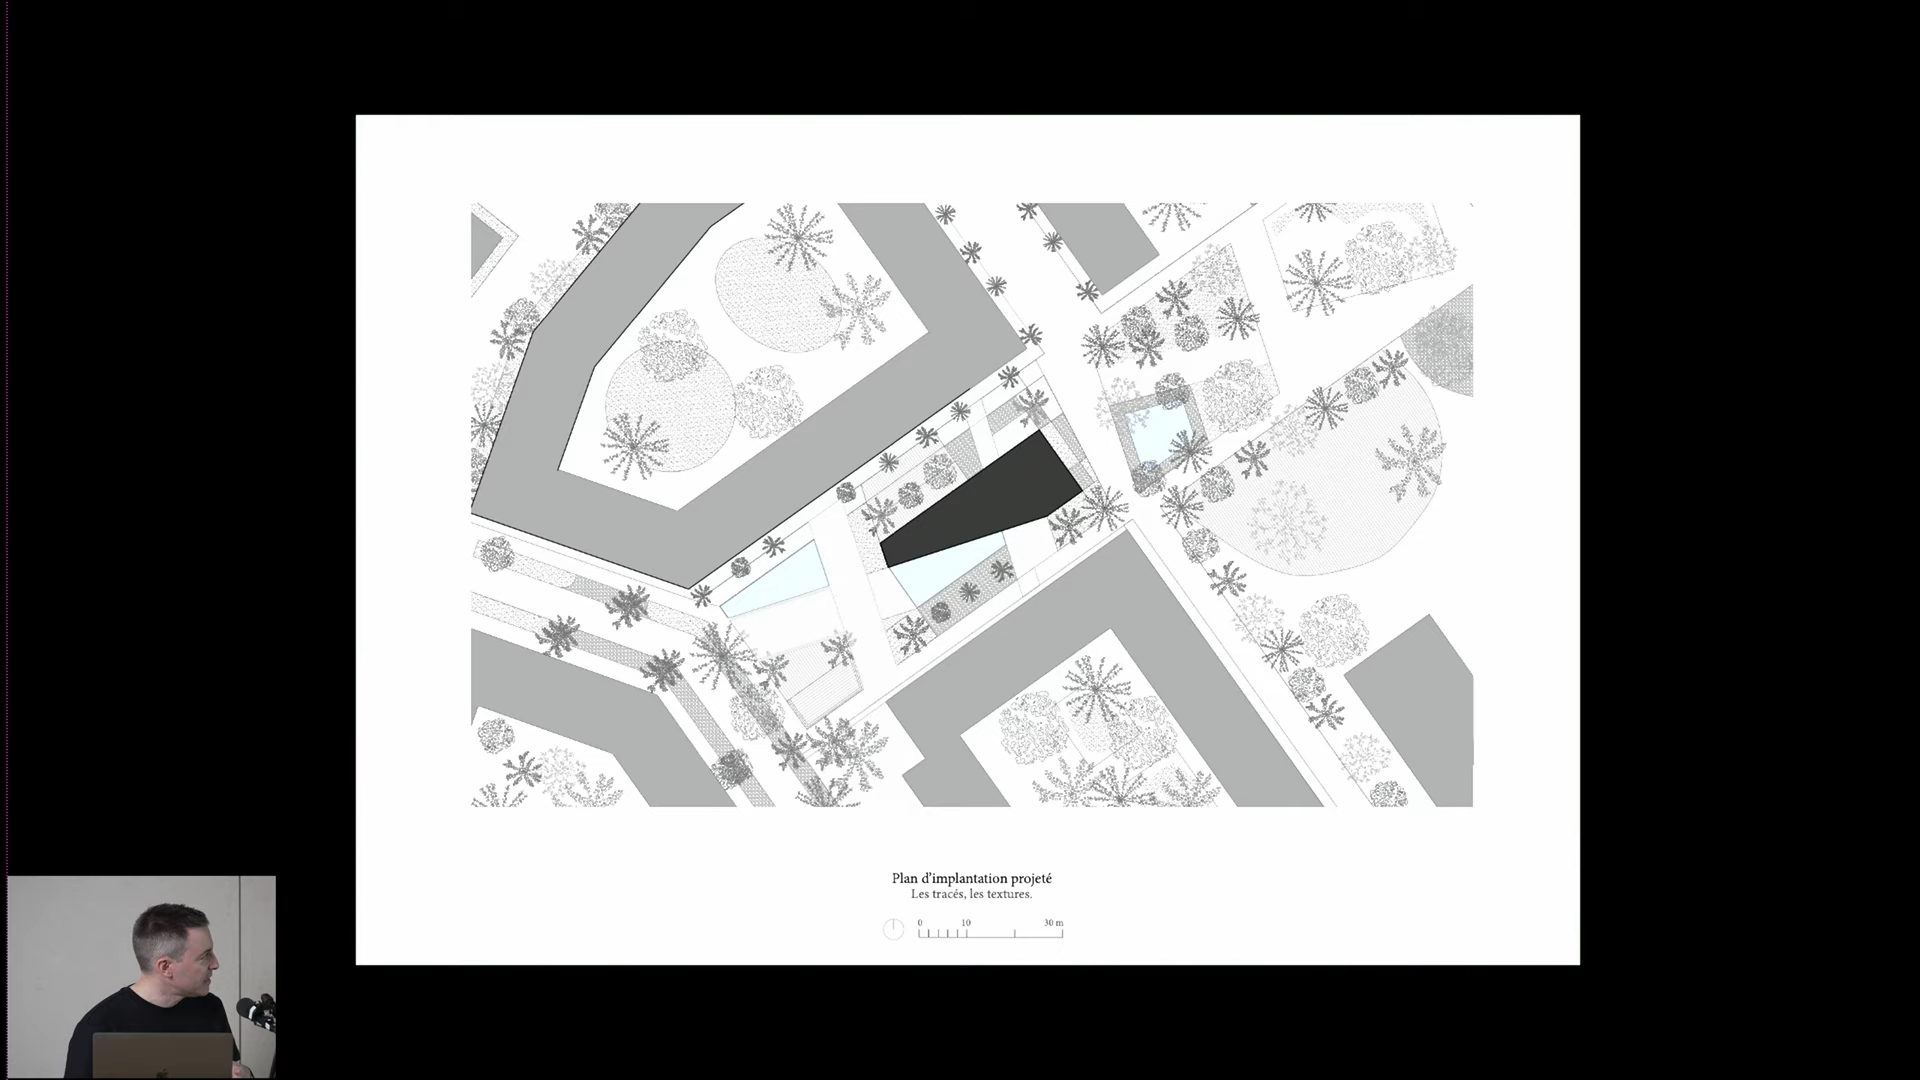 Plan d’implantation projeté
Les tracés, les textures.
0 10 30 m